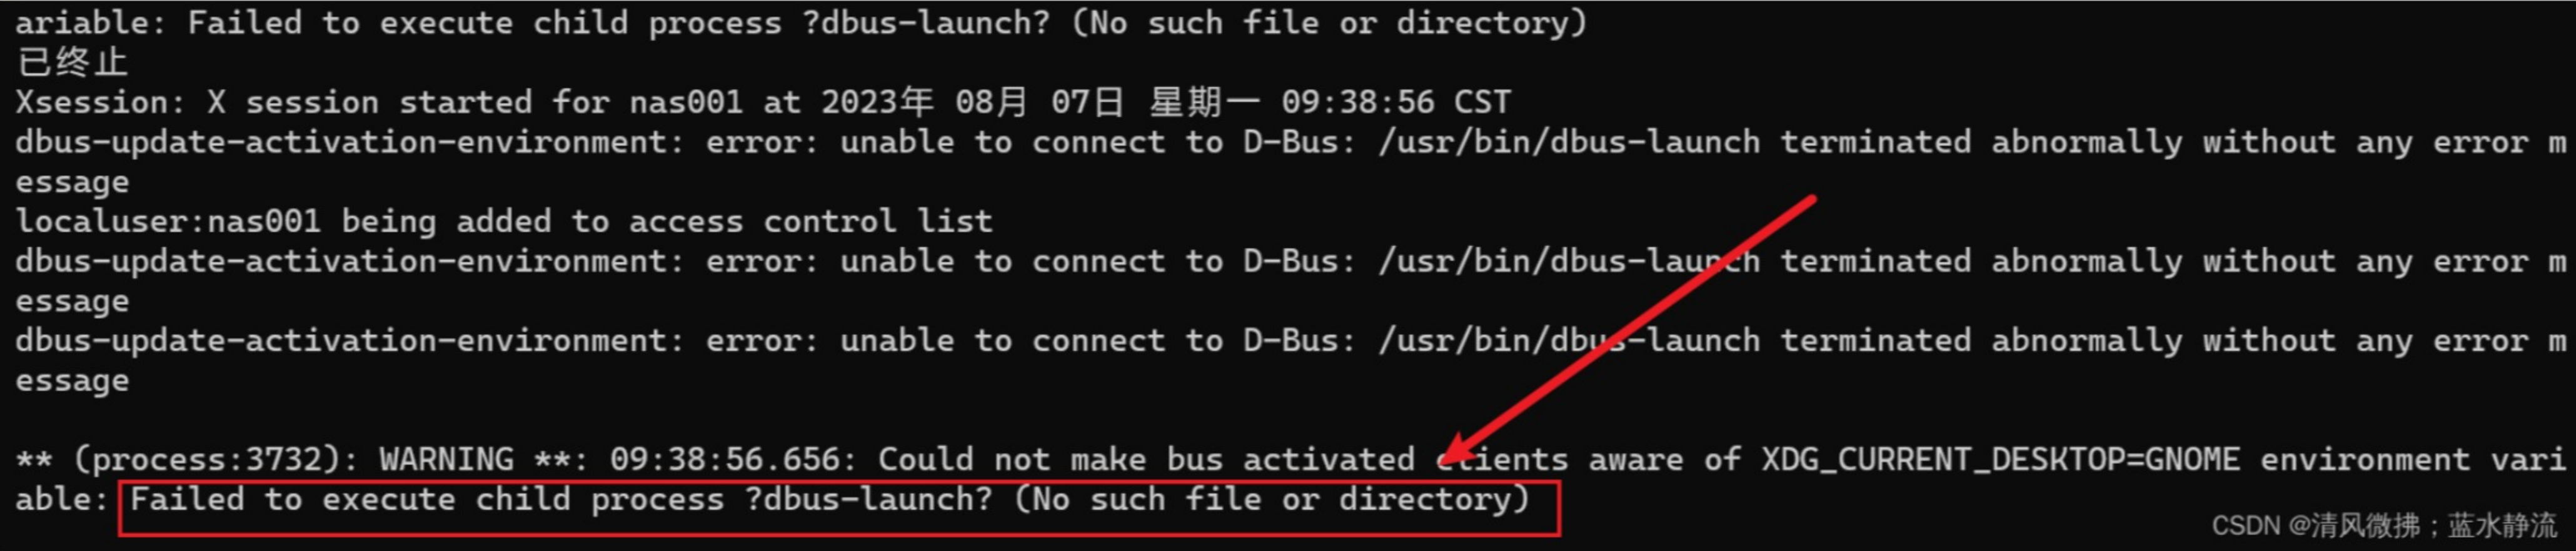 ariable: Failed to execute child process ?dbus-launch? (No such file or directory)
已终止
Xsession: X session started for nas001 at 2023年 08月 07日 星期一 09:38:56 CST
dbus-update-activation-environment: error: unable to connect to D-Bus: /usr/bin/dbus-launch terminated abnormally without any error m
essage
localuser:nas001 being added to access control list
dbus-update-activation-environment: error: unable to connect to D-Bus: /usr/bin/dbus-launch terminated abnormally without any error m
essage
dbus-update-activation-environment: error: unable to connect to D-Bus: /usr/bin/dbus-launch terminated abnormally without any error m
essage
** (process:3732): WARNING **: 09:38:56.656: Could not make bus activated clients aware of XDG_CURRENT_DESKTOP=GNOME environment vari
able: Failed to execute child process ?dbus-launch? (No such file or directory)
CSDN @清风微拂；蓝水静流